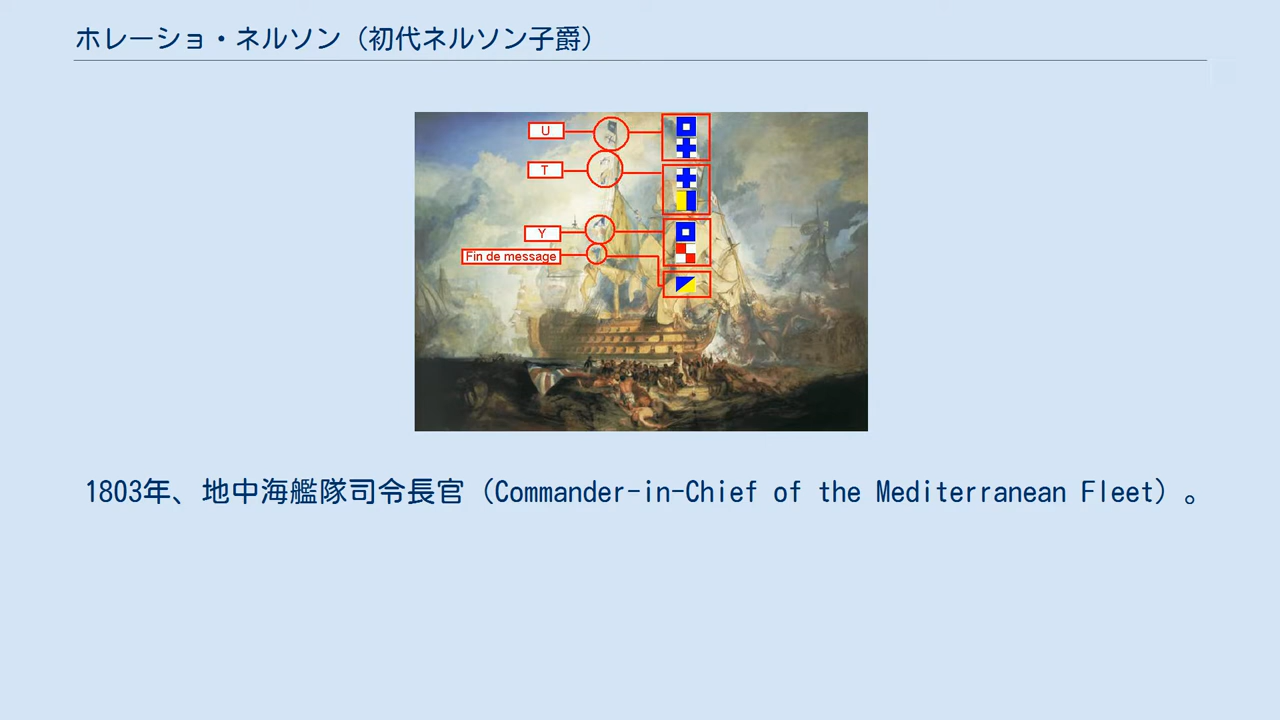 ホレーショ・ネルソン（初代ネルソン子爵）
U
T
Y
Fin de message
1803年、地中海艦隊司令長官（Commander-in-Chief of the Mediterranean Fleet）。